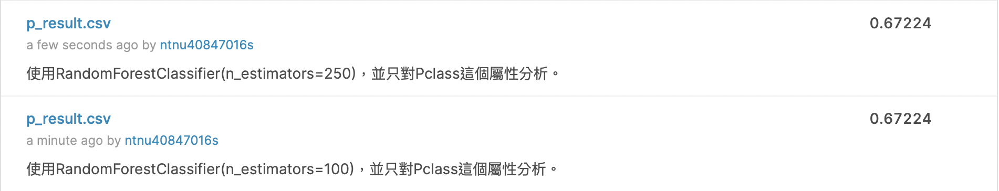 p_result.csv
0.67224
a few seconds ago by ntnu40847016s
使用RandomForestClassifier(n_estimators=250)，並只對Pclass這個屬性分析。
p_result.csv
0.67224
a minute ago by ntnu40847016s
使用RandomForestClassifier(n_estimators=100)，並只對Pclass這個屬性分析。